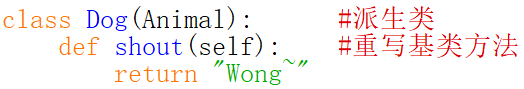 class Dog(Animal):      #派生类
    def shout(self):    #重写基类方法
        return "Wong~"